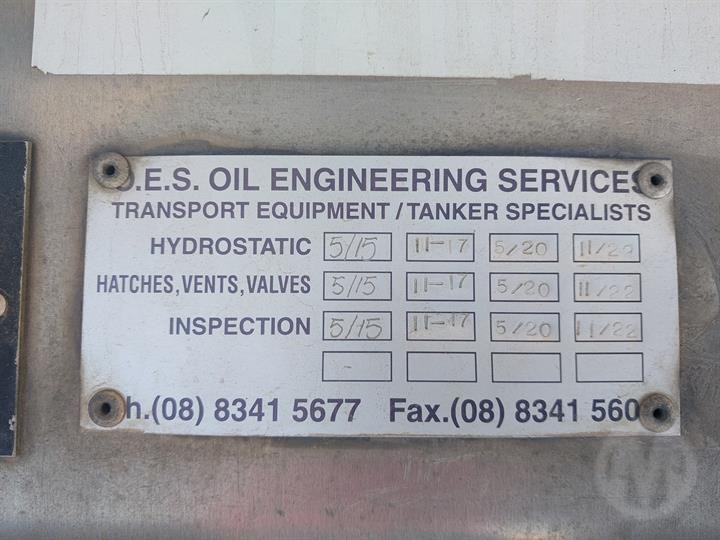 .E.S. OIL ENGINEERING SERVICES
TRANSPORT EQUIPMENT / TANKER SPECIALISTS
HYDROSTATIC 5/15 11-17 5/20 11/22
HATCHES, VENTS, VALVES 5/15 11-17 5/20 11/22
INSPECTION 5/15 11-17 5/20 11/22
h.(08) 8341 5677 Fax.(08) 8341 560